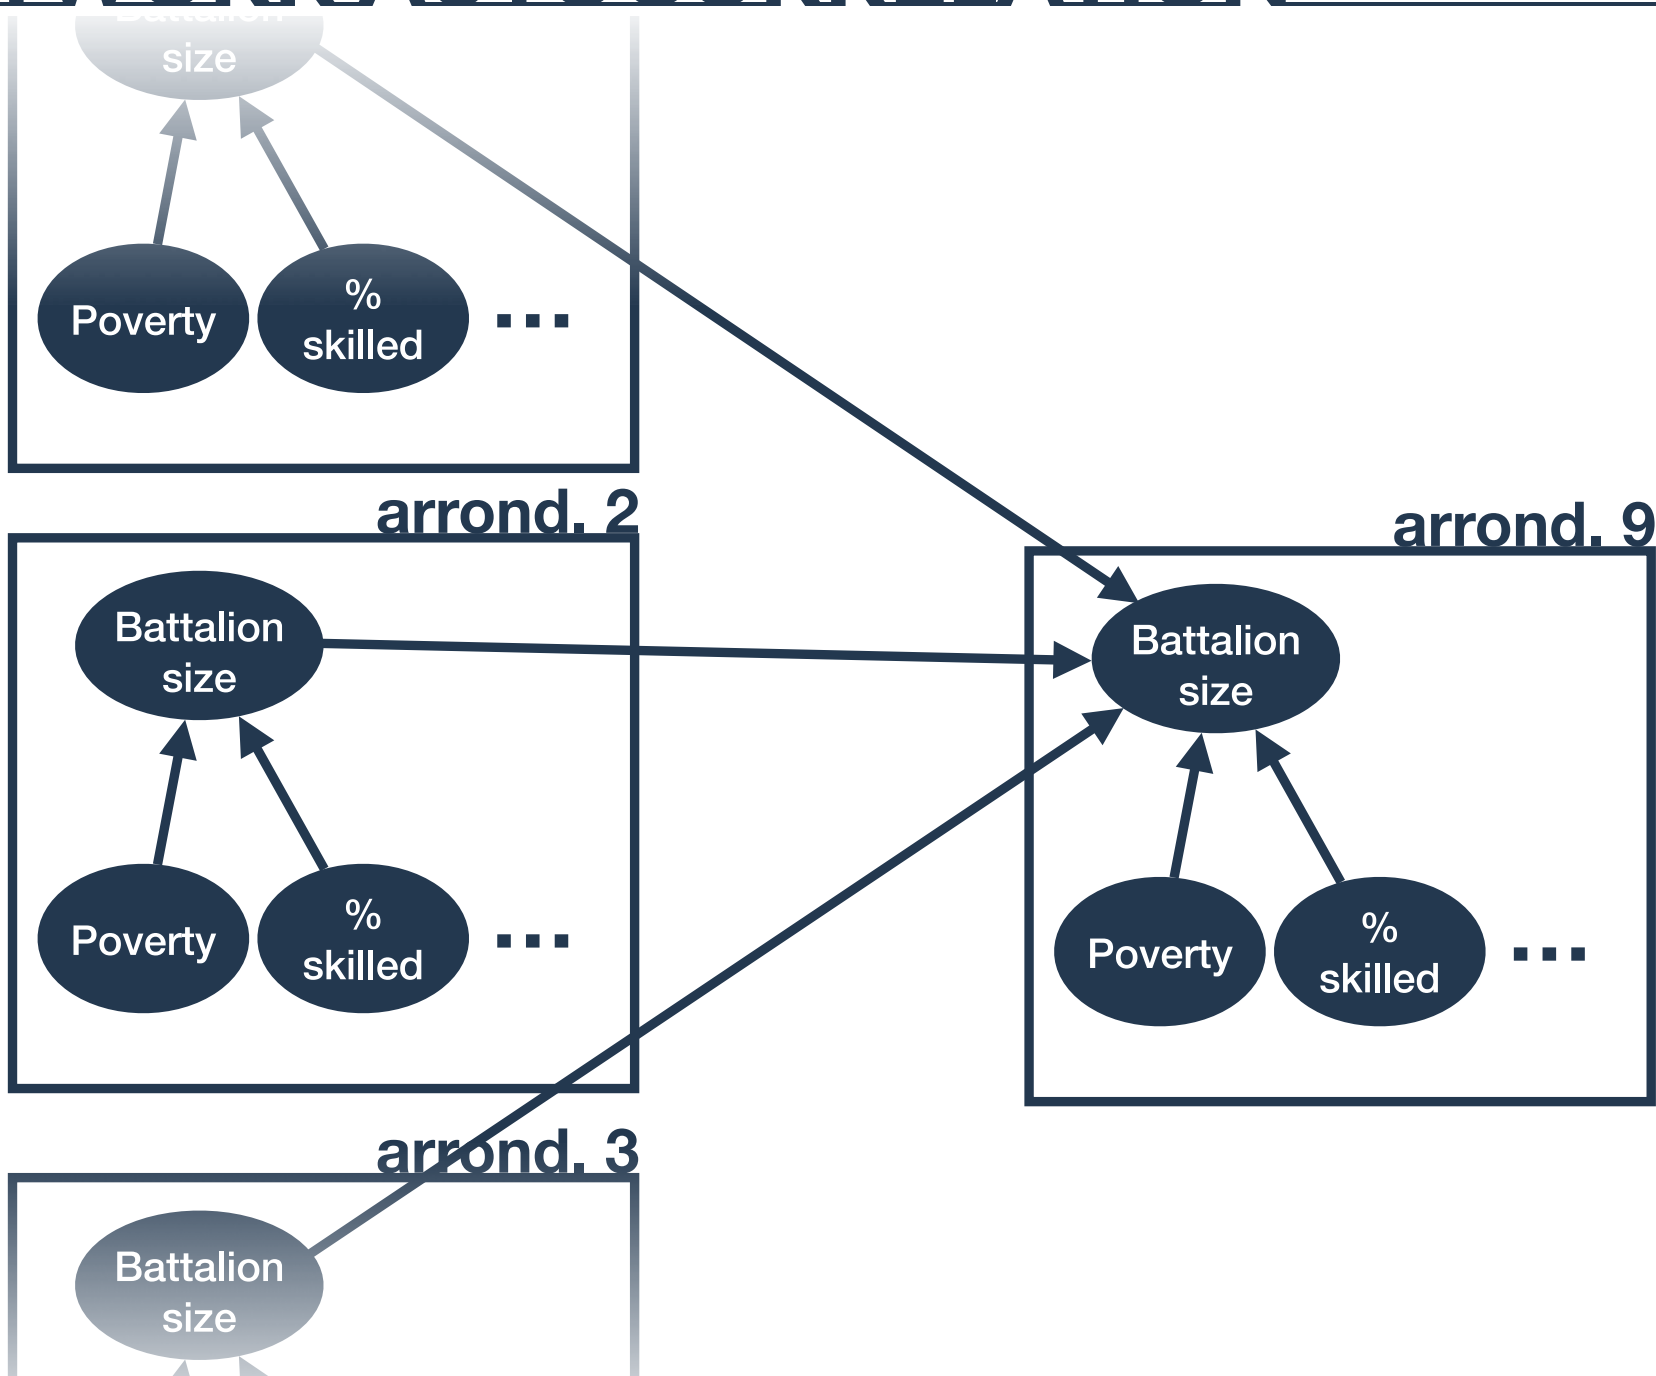 Battalion
size
Poverty
%
skilled
...
arrond. 2
Battalion
size
Poverty
%
skilled
...
arrond. 9
Battalion
size
Poverty
%
skilled
...
arrond. 3
Battalion
size